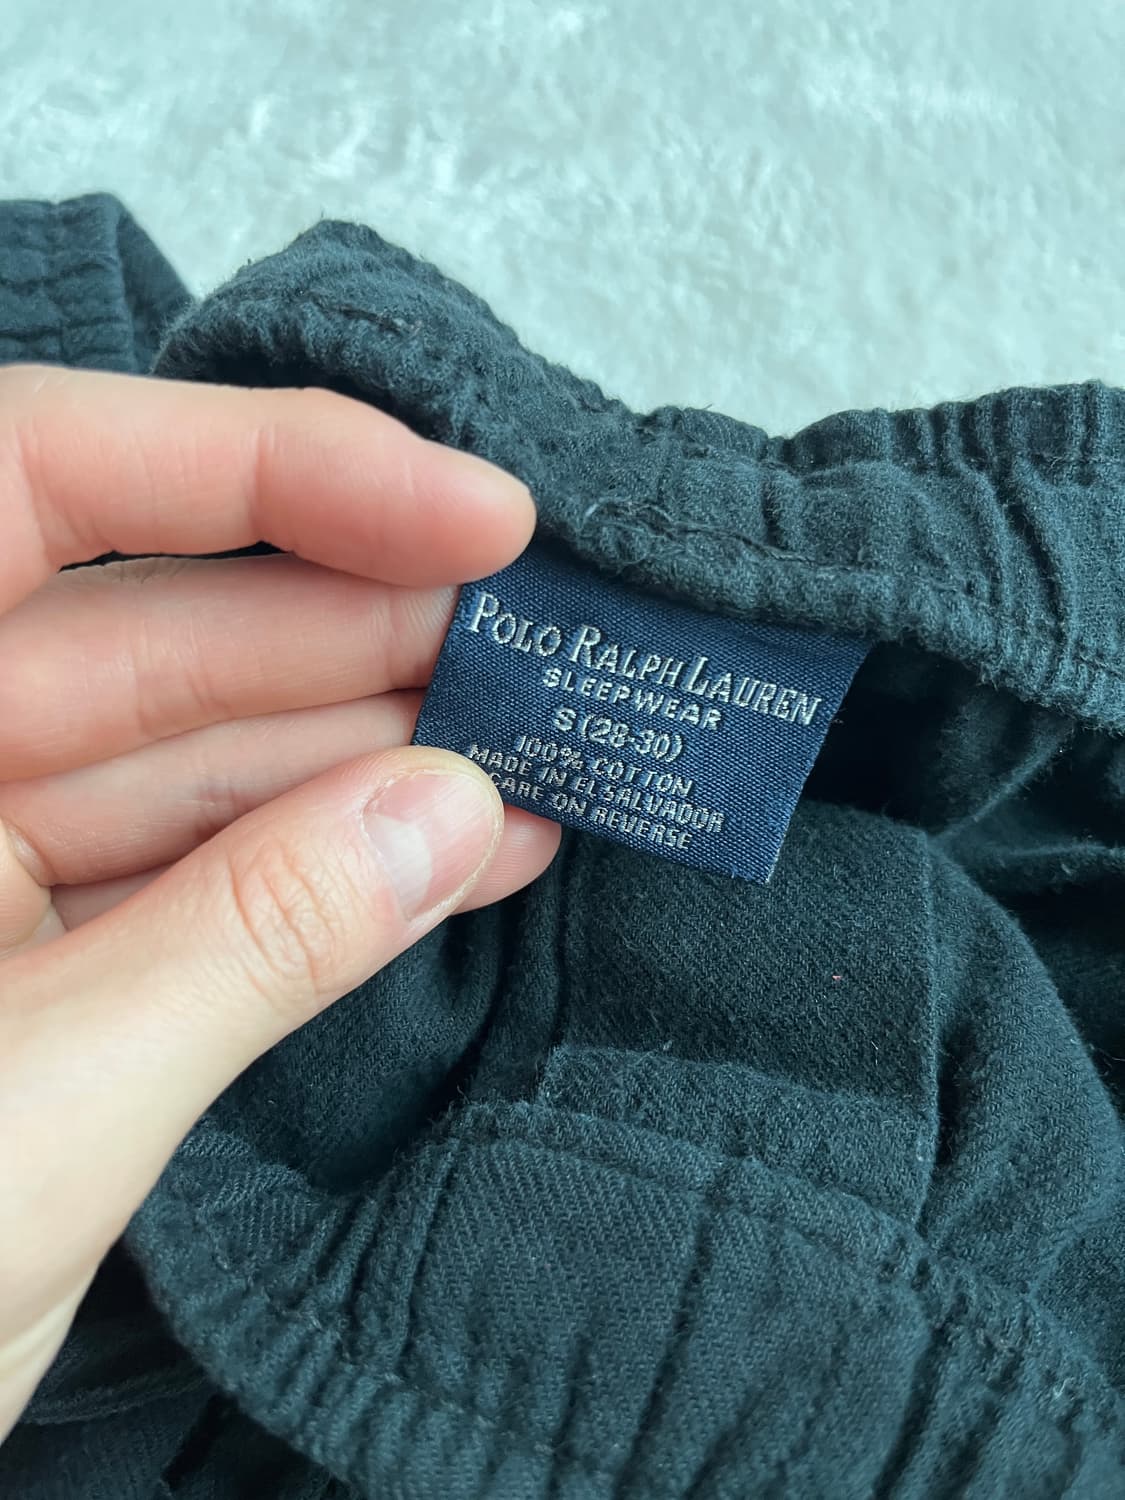 POLO RALPH LAUREN
SLEEPWEAR
S (28-30)
100% COTTON
MADE IN EL SALVADOR
CARE ON REVERSE